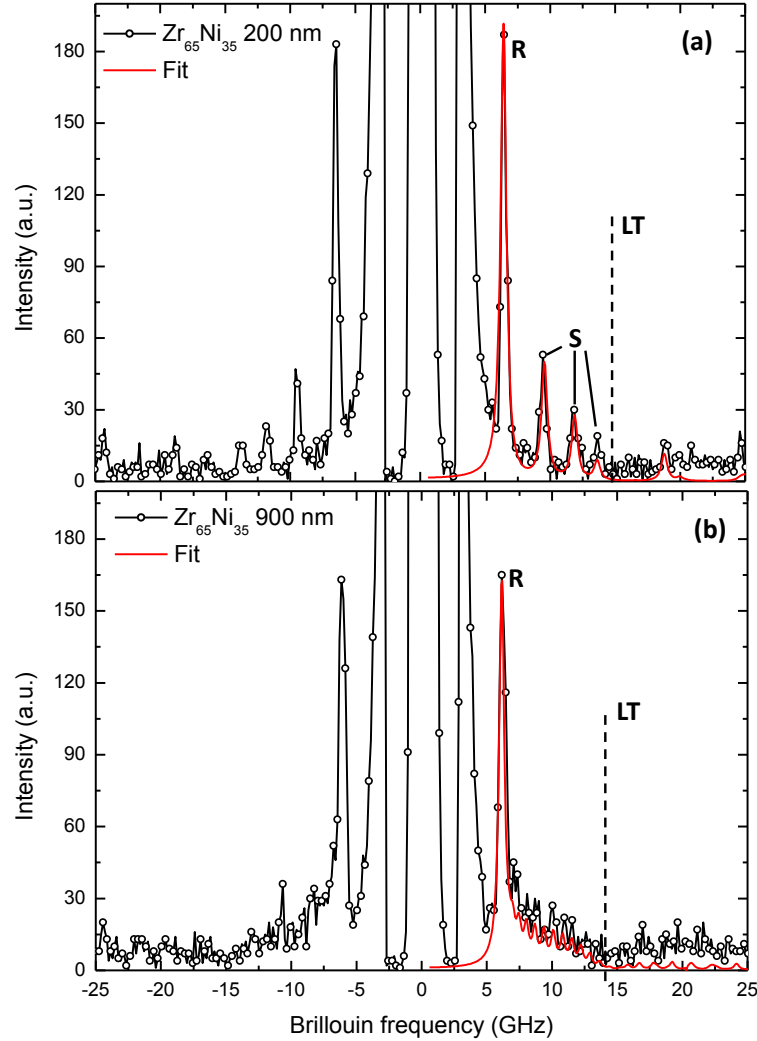 Zr₆₅Ni₃₅ 200 nm
Fit
(a)
R
S
LT
Intensity (a.u.)
180
150
120
90
60
30
0
Zr₆₅Ni₃₅ 900 nm
Fit
(b)
R
LT
Intensity (a.u.)
180
150
120
90
60
30
0
-25 -20 -15 -10 -5 0 5 10 15 20 25
Brillouin frequency (GHz)